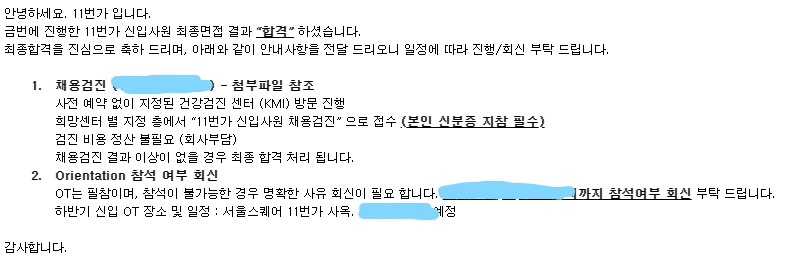 안녕하세요. 11번가 입니다.
금번에 진행한 11번가 신입사원 최종면접 결과 "합격" 하셨습니다.
최종합격을 진심으로 축하 드리며, 아래와 같이 안내사항을 전달 드리오니 일정에 따라 진행/회신 부탁 드립니다.
1. 채용검진 ( ) - 첨부파일 참조
사전 예약 없이 지정된 건강검진 센터 (KMI) 방문 진행
희망센터 별 지정 층에서 "11번가 신입사원 채용검진" 으로 접수 (본인 신분증 지참 필수)
검진 비용 정산 불필요 (회사부담)
채용검진 결과 이상이 없을 경우 최종 합격 처리 됩니다.
2. Orientation 참석 여부 회신
OT는 필참이며, 참석이 불가능한 경우 명확한 사유 회신이 필요 합니다. 까지 참석여부 회신 부탁 드립니다.
하반기 신입 OT 장소 및 일정 : 서울스퀘어 11번가 사옥. 예정
감사합니다.